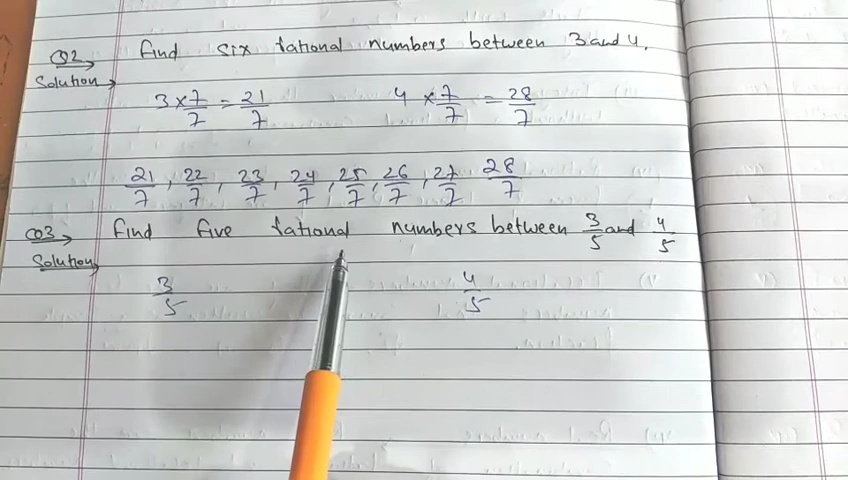 Q2→ Find six rational numbers between 3 and 4.
Solution→
3 × 7/7 = 21/7 4 × 7/7 = 28/7
21/7, 22/7, 23/7, 24/7, 25/7, 26/7, 27/7 28/7
Q3→ Find five rational numbers between 3/5 and 4/5
Solution→
3/5 4/5